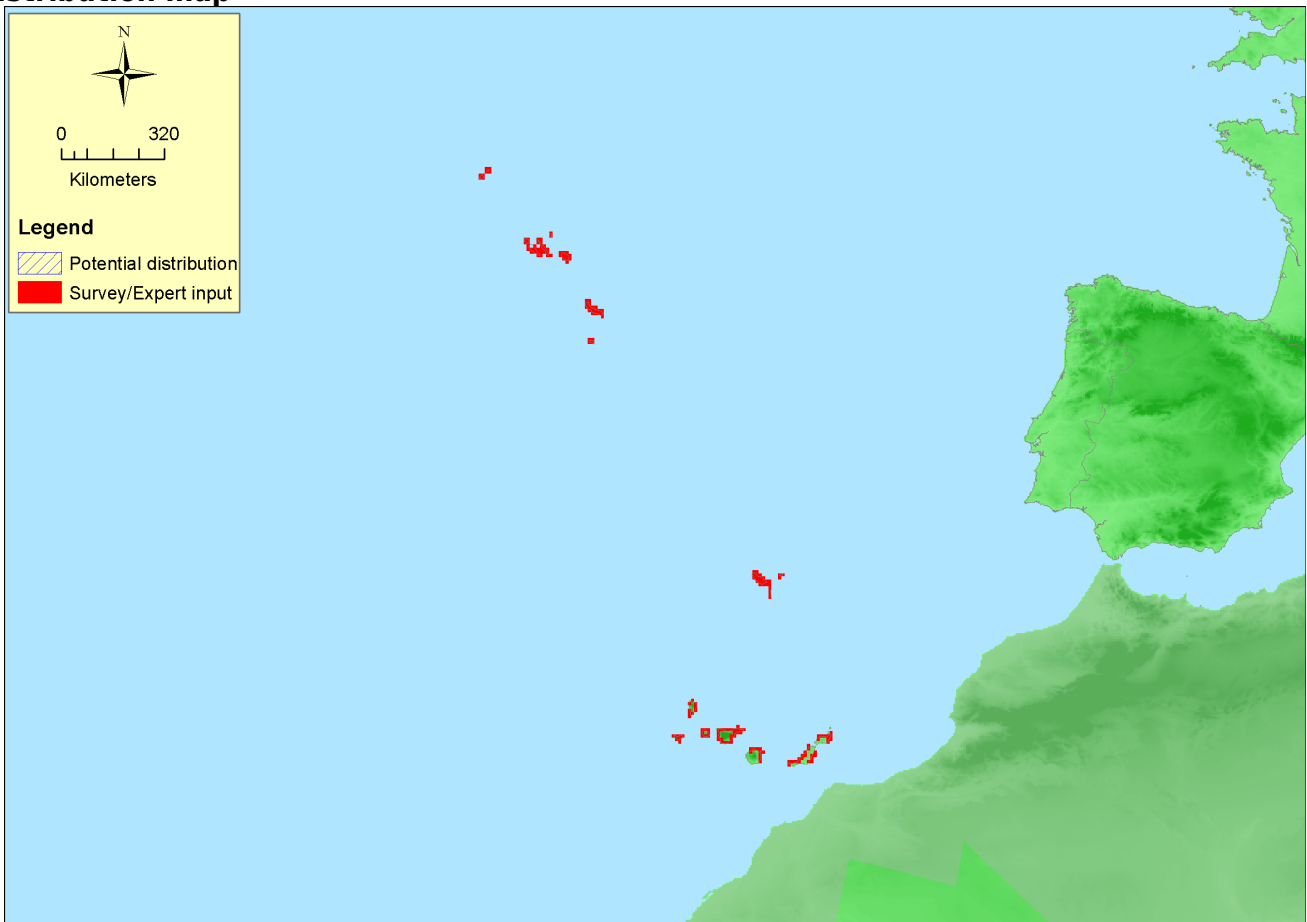 N
0 320
Kilometers
Legend
Potential distribution
Survey/Expert input